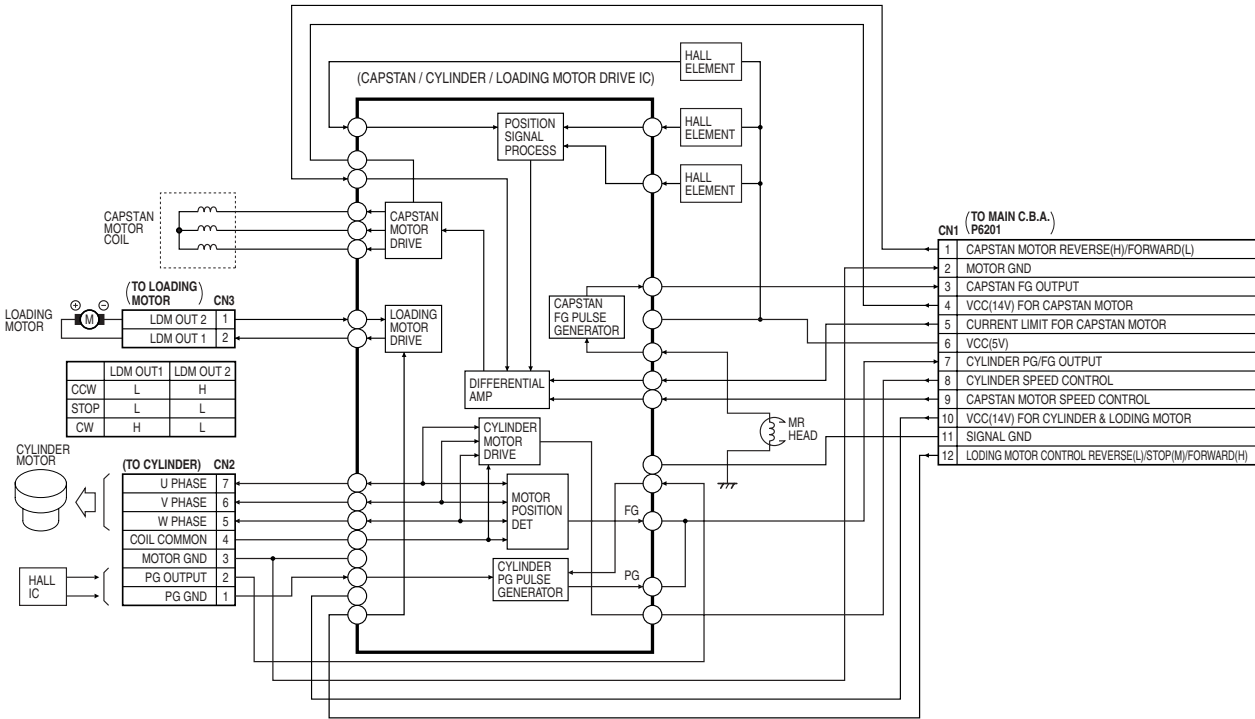 HALL
ELEMENT
(CAPSTAN / CYLINDER / LOADING MOTOR DRIVE IC)
POSITION
SIGNAL
PROCESS
HALL
ELEMENT
HALL
ELEMENT
CAPSTAN
MOTOR
COIL
CAPSTAN
MOTOR
DRIVE
CN1 (TO MAIN C.B.A. P6201)
1 CAPSTAN MOTOR REVERSE(H)/FORWARD(L)
2 MOTOR GND
3 CAPSTAN FG OUTPUT
4 VCC(14V) FOR CAPSTAN MOTOR
5 CURRENT LIMIT FOR CAPSTAN MOTOR
6 VCC(5V)
7 CYLINDER PG/FG OUTPUT
8 CYLINDER SPEED CONTROL
9 CAPSTAN MOTOR SPEED CONTROL
10 VCC(14V) FOR CYLINDER & LODING MOTOR
11 SIGNAL GND
12 LODING MOTOR CONTROL REVERSE(L)/STOP(M)/FORWARD(H)
(TO LOADING MOTOR) CN3
LOADING
MOTOR
⊕ M ⊖
LDM OUT 2 1
LDM OUT 1 2
LOADING
MOTOR
DRIVE
CAPSTAN
FG PULSE
GENERATOR
LDM OUT1 LDM OUT 2
CCW L H
STOP L L
CW H L
DIFFERENTIAL
AMP
MR
HEAD
CYLINDER
MOTOR
DRIVE
CYLINDER
MOTOR
(TO CYLINDER) CN2
U PHASE 7
V PHASE 6
W PHASE 5
COIL COMMON 4
MOTOR GND 3
PG OUTPUT 2
PG GND 1
HALL
IC
MOTOR
POSITION
DET
FG
CYLINDER
PG PULSE
GENERATOR
PG